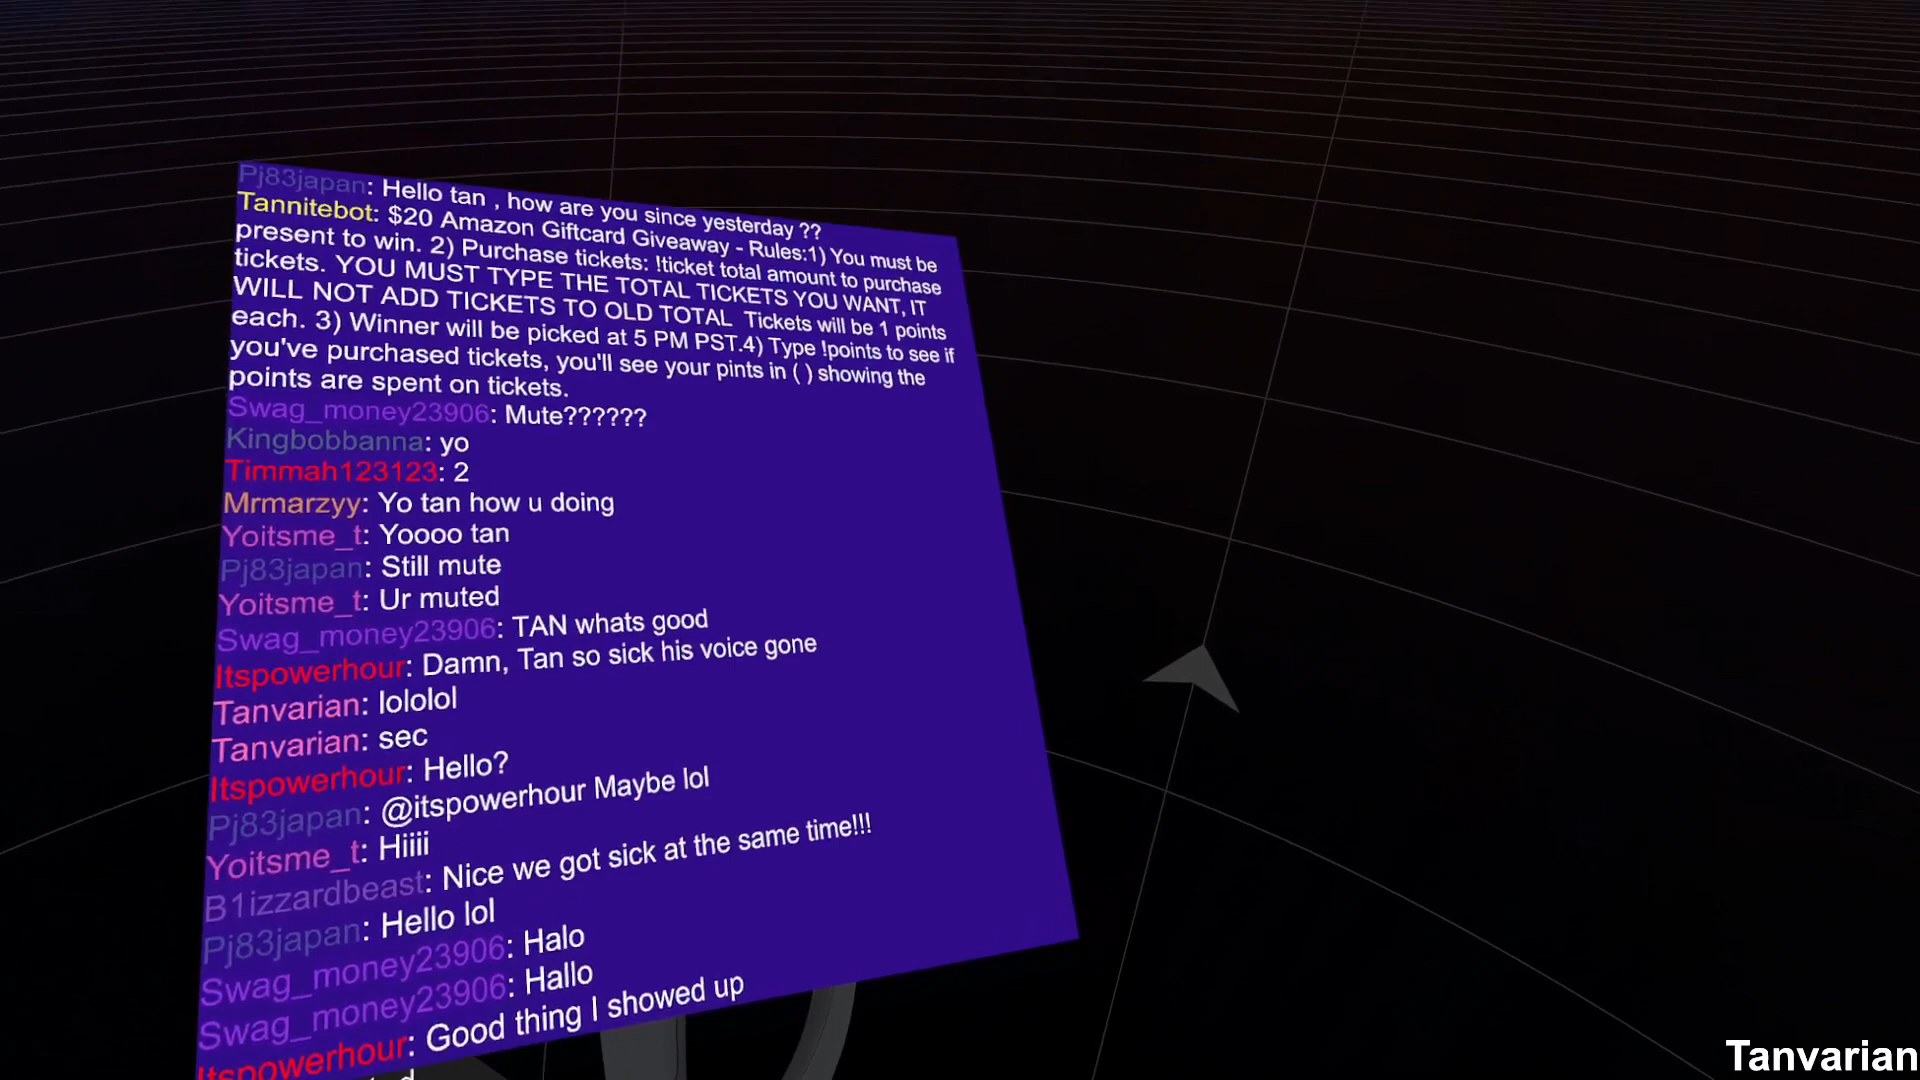 Pj83japan: Hello tan , how are you since yesterday ??
Tannitebot: $20 Amazon Giftcard Giveaway - Rules:1) You must be
present to win. 2) Purchase tickets: !ticket total amount to purchase
tickets. YOU MUST TYPE THE TOTAL TICKETS YOU WANT, IT
WILL NOT ADD TICKETS TO OLD TOTAL Tickets will be 1 points
each. 3) Winner will be picked at 5 PM PST.4) Type !points to see if
you've purchased tickets, you'll see your pints in ( ) showing the
points are spent on tickets.
Swag_money23906: Mute??????
Kingbobbanna: yo
Timmah123123: 2
Mrmarzyy: Yo tan how u doing
Yoitsme_t: Yoooo tan
Pj83japan: Still mute
Yoitsme_t: Ur muted
Swag_money23906: TAN whats good
Itspowerhour: Damn, Tan so sick his voice gone
Tanvarian: lololol
Tanvarian: sec
Itspowerhour: Hello?
Pj83japan: @itspowerhour Maybe lol
Yoitsme_t: Hiiii
B1izzardbeast: Nice we got sick at the same time!!!
Pj83japan: Hello lol
Swag_money23906: Halo
Swag_money23906: Hallo
Itspowerhour: Good thing I showed up
Tanvarian